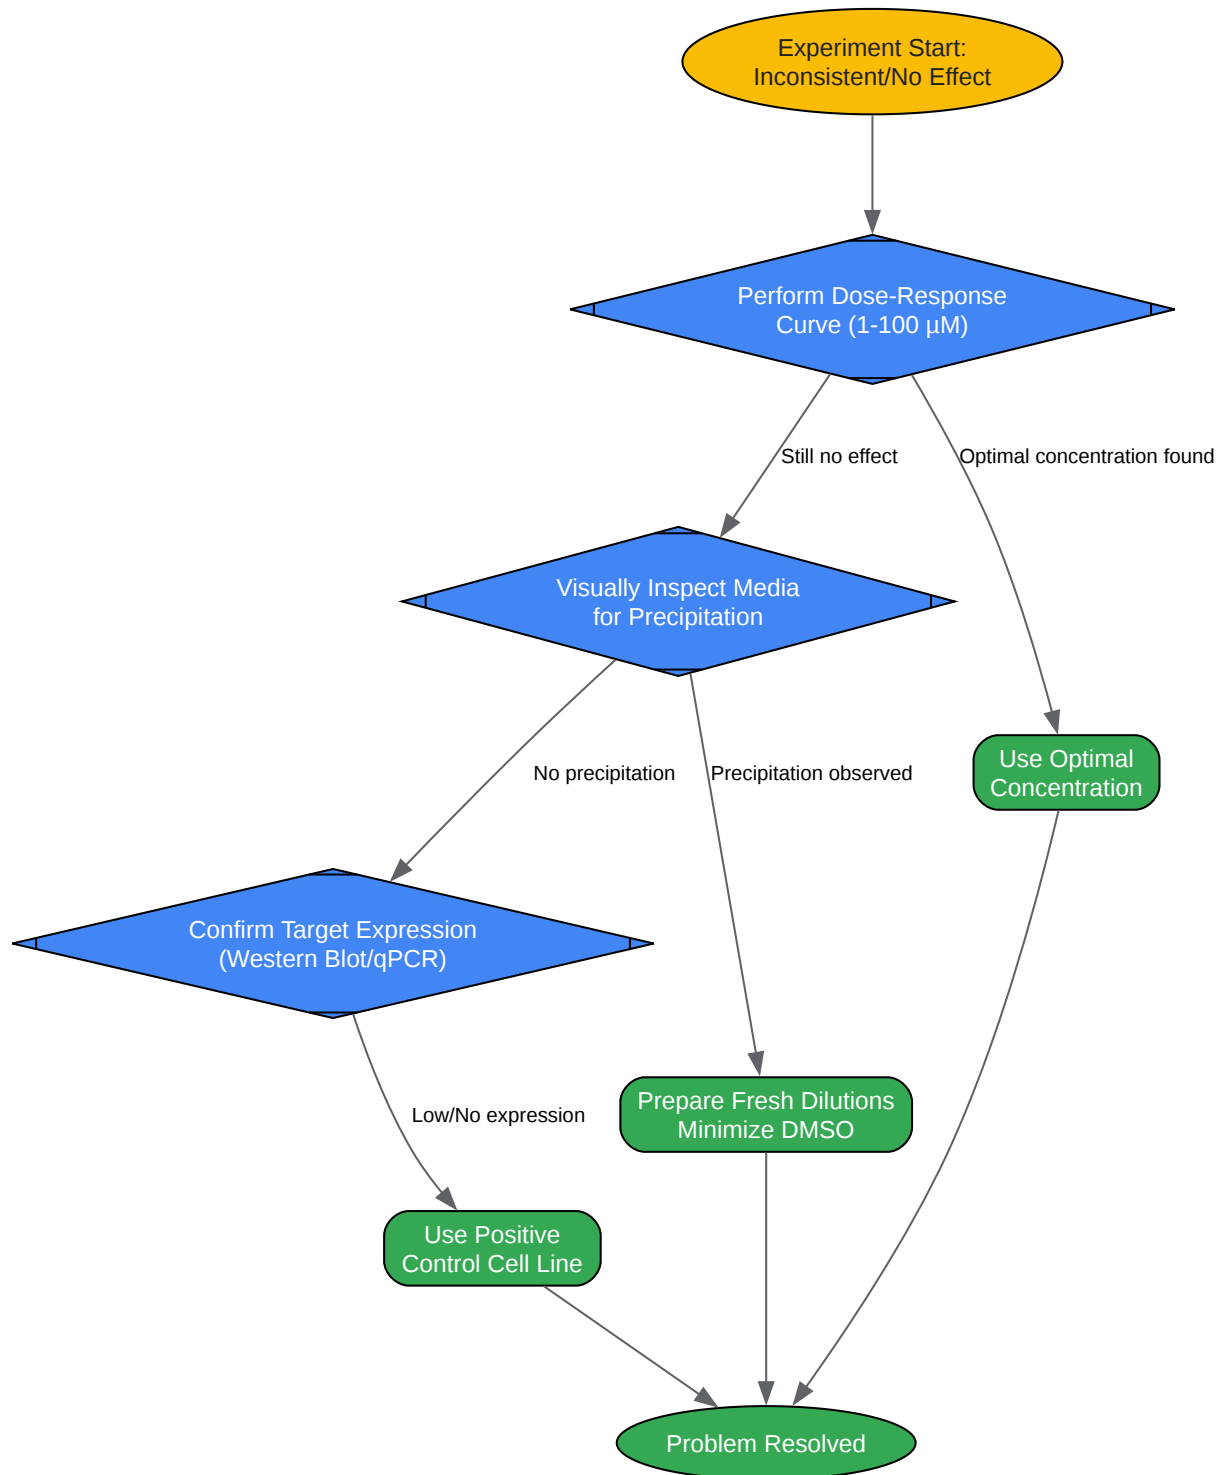 Experiment Start:
Inconsistent/No Effect
Perform Dose-Response
Curve (1-100 µM)
Still no effect
Optimal concentration found
Visually Inspect Media
for Precipitation
No precipitation
Precipitation observed
Use Optimal
Concentration
Confirm Target Expression
(Western Blot/qPCR)
Low/No expression
Prepare Fresh Dilutions
Minimize DMSO
Use Positive
Control Cell Line
Problem Resolved